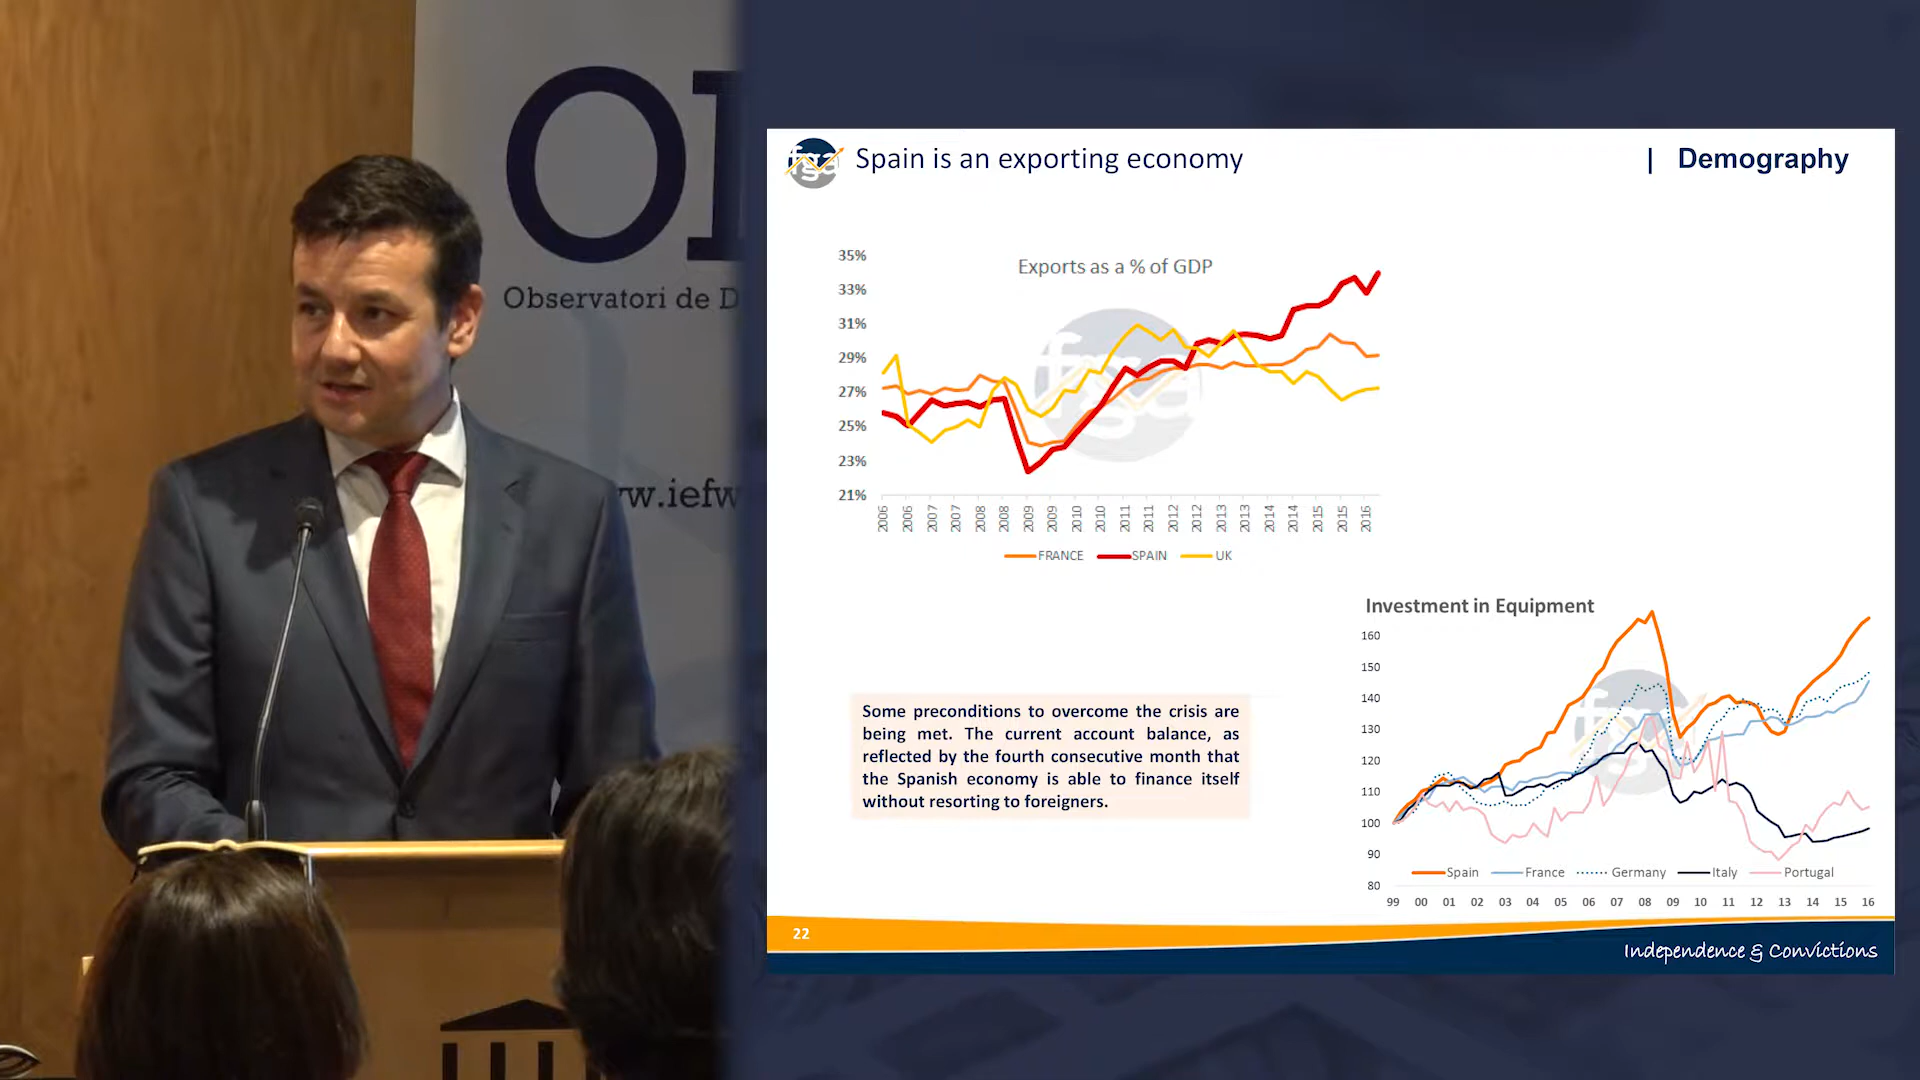 O
Observatori de D
w.iefw
fga
Spain is an exporting economy
| Demography
Exports as a % of GDP
35%
33%
31%
29%
27%
25%
23%
21%
2006 2006 2007 2007 2008 2008 2009 2009 2010 2010 2011 2011 2012 2012 2013 2013 2014 2014 2015 2015 2016
FRANCE SPAIN UK
fga
Some preconditions to overcome the crisis are
being met. The current account balance, as
reflected by the fourth consecutive month that
the Spanish economy is able to finance itself
without resorting to foreigners.
Investment in Equipment
160
150
140
130
120
110
100
90
80
Spain France Germany Italy Portugal
99 00 01 02 03 04 05 06 07 08 09 10 11 12 13 14 15 16
22
Independence & Convictions